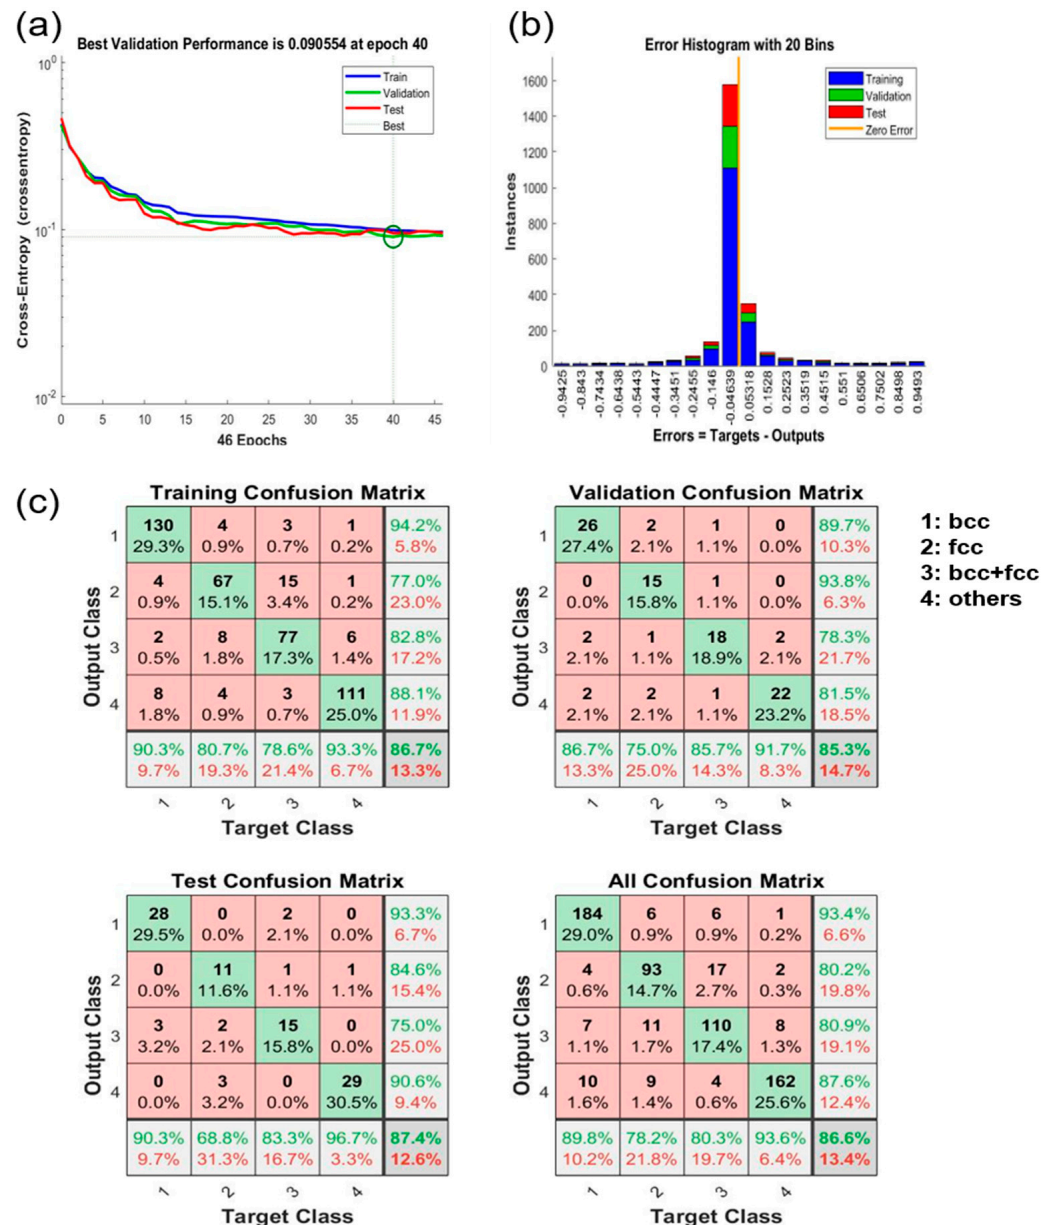 (a)
Best Validation Performance is 0.090554 at epoch 40
Cross-Entropy (crossentropy)
10^0
10^-1
10^-2
Train
Validation
Test
Best
0 5 10 15 20 25 30 35 40 45
46 Epochs
(b)
Error Histogram with 20 Bins
Instances
1600
1400
1200
1000
800
600
400
200
0
Training
Validation
Test
Zero Error
-0.9425 -0.843 -0.7434 -0.6438 -0.5443 -0.4447 -0.3451 -0.2455 -0.146 -0.04639 0.05318 0.1528 0.2523 0.3519 0.4515 0.551 0.6506 0.7502 0.8498 0.9493
Errors = Targets - Outputs
(c)
Training Confusion Matrix
Output Class
1 130 4 3 1 94.2%
29.3% 0.9% 0.7% 0.2% 5.8%
2 4 67 15 1 77.0%
0.9% 15.1% 3.4% 0.2% 23.0%
3 2 8 77 6 82.8%
0.5% 1.8% 17.3% 1.4% 17.2%
4 8 4 3 111 88.1%
1.8% 0.9% 0.7% 25.0% 11.9%
90.3% 80.7% 78.6% 93.3% 86.7%
9.7% 19.3% 21.4% 6.7% 13.3%
1 2 3 4
Target Class
Validation Confusion Matrix
Output Class
1 26 2 1 0 89.7%
27.4% 2.1% 1.1% 0.0% 10.3%
2 0 15 1 0 93.8%
0.0% 15.8% 1.1% 0.0% 6.3%
3 2 1 18 2 78.3%
2.1% 1.1% 18.9% 2.1% 21.7%
4 2 2 1 22 81.5%
2.1% 2.1% 1.1% 23.2% 18.5%
86.7% 75.0% 85.7% 91.7% 85.3%
13.3% 25.0% 14.3% 8.3% 14.7%
1 2 3 4
Target Class
1: bcc
2: fcc
3: bcc+fcc
4: others
Test Confusion Matrix
Output Class
1 28 0 2 0 93.3%
29.5% 0.0% 2.1% 0.0% 6.7%
2 0 11 1 1 84.6%
0.0% 11.6% 1.1% 1.1% 15.4%
3 3 2 15 0 75.0%
3.2% 2.1% 15.8% 0.0% 25.0%
4 0 3 0 29 90.6%
0.0% 3.2% 0.0% 30.5% 9.4%
90.3% 68.8% 83.3% 96.7% 87.4%
9.7% 31.3% 16.7% 3.3% 12.6%
1 2 3 4
Target Class
All Confusion Matrix
Output Class
1 184 6 6 1 93.4%
29.0% 0.9% 0.9% 0.2% 6.6%
2 4 93 17 2 80.2%
0.6% 14.7% 2.7% 0.3% 19.8%
3 7 11 110 8 80.9%
1.1% 1.7% 17.4% 1.3% 19.1%
4 10 9 4 162 87.6%
1.6% 1.4% 0.6% 25.6% 12.4%
89.8% 78.2% 80.3% 93.6% 86.6%
10.2% 21.8% 19.7% 6.4% 13.4%
1 2 3 4
Target Class